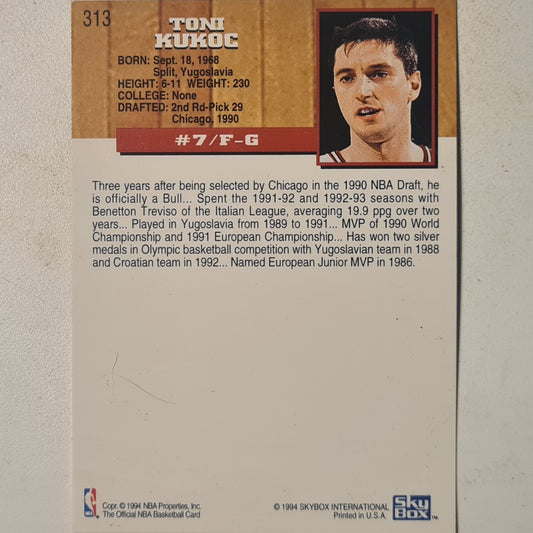 313
TONI
KUKOC
BORN: Sept. 18, 1968
Split, Yugoslavia
HEIGHT: 6-11 WEIGHT: 230
COLLEGE: None
DRAFTED: 2nd Rd-Pick 29
Chicago, 1990
#7/F-G
Three years after being selected by Chicago in the 1990 NBA Draft, he
is officially a Bull... Spent the 1991-92 and 1992-93 seasons with
Benetton Treviso of the Italian League, averaging 19.9 ppg over two
years... Played in Yugoslavia from 1989 to 1991... MVP of 1990 World
Championship and 1991 European Championship... Has won two silver
medals in Olympic basketball competition with Yugoslavian team in 1988
and Croatian team in 1992... Named European Junior MVP in 1986.
NBA
Copr. © 1994 NBA Properties, Inc.
The Official NBA Basketball Card
© 1994 SKYBOX INTERNATIONAL
Printed in U.S.A.
SkyBox™